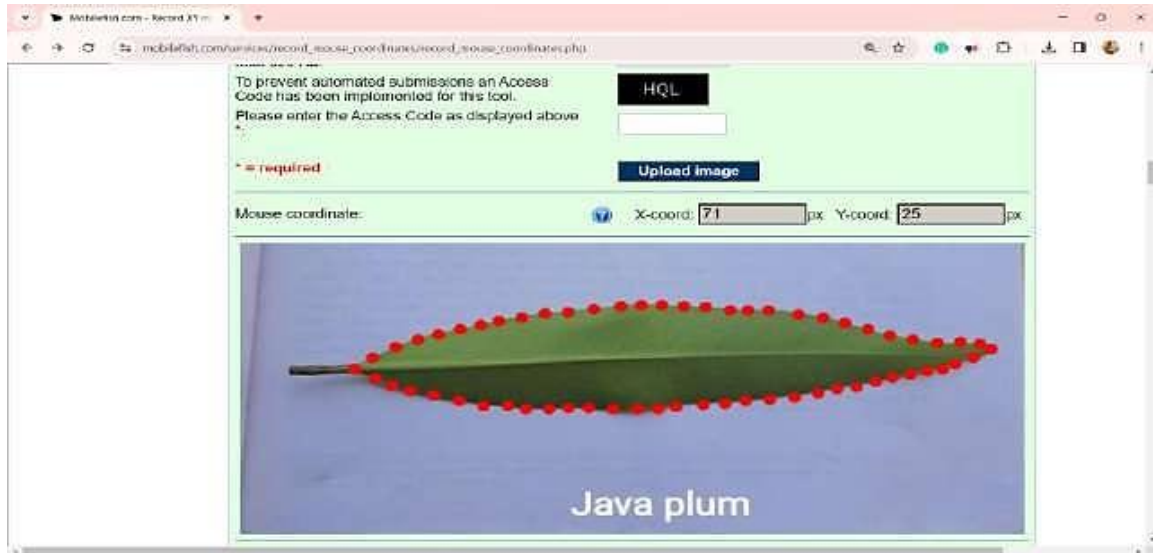 Mobilefish.com - Record XY m
mobilefish.com/services/record_mouse_coordinates/record_mouse_coordinates.php
To prevent automated submissions an Access
Code has been implemented for this tool.
HQL
Please enter the Access Code as displayed above
*:
* = required
Upload image
Mouse coordinate:
X-coord: 71 px Y-coord: 25 px
Java plum